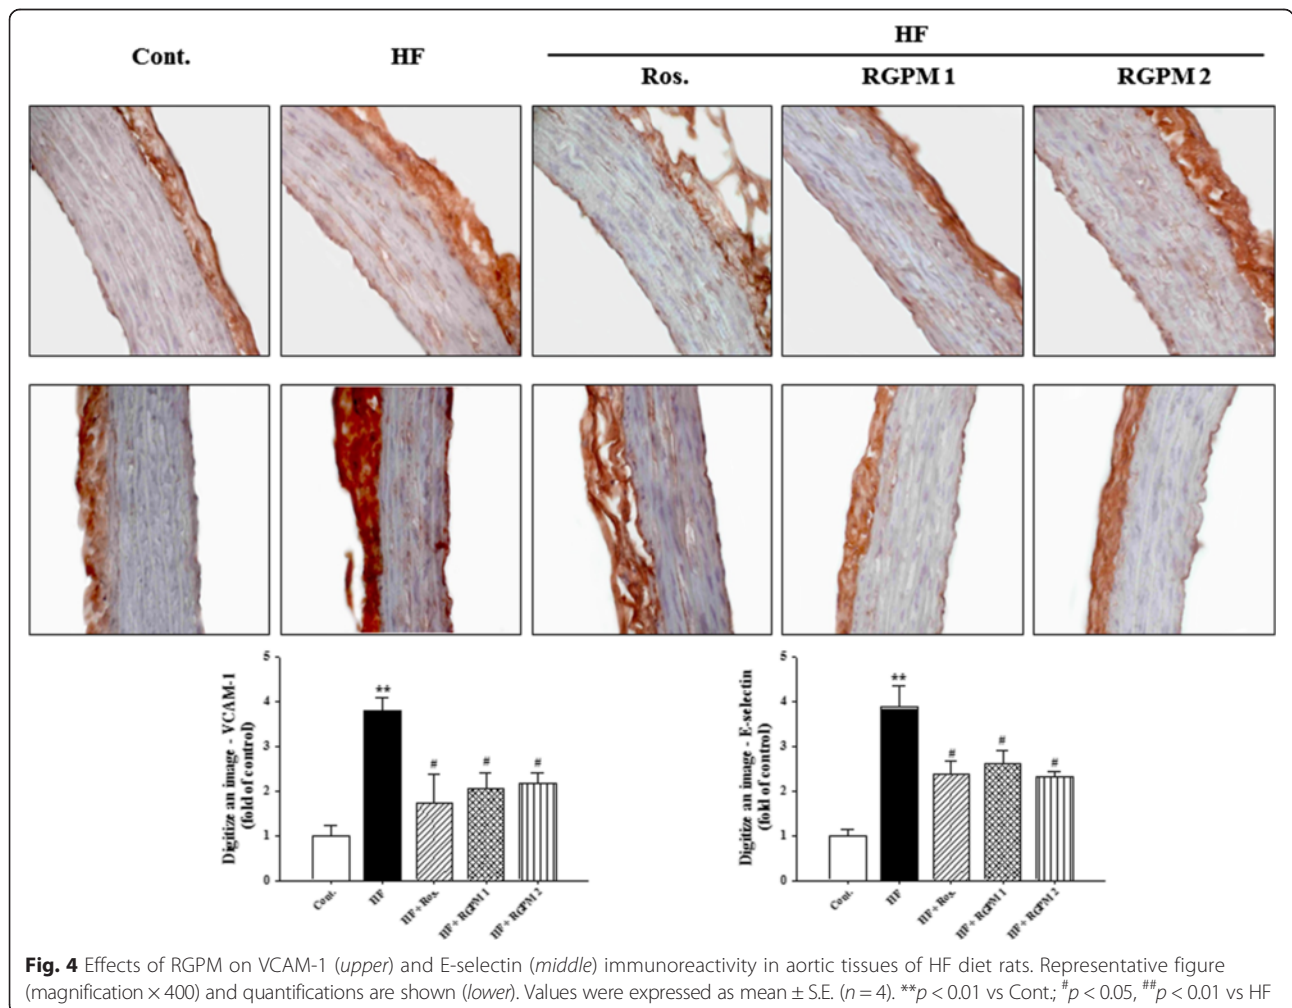 HF
Cont. HF Ros. RGPM 1 RGPM 2
Digitize an image - VCAM-1
(fold of control)
5
4
3
2
1
0
**
#
#
#
Cont.
HF
HF+Ros.
HF+RGPM 1
HF+RGPM 2
Digitize an image - E-selectin
(fold of control)
5
4
3
2
1
0
**
#
#
#
Cont.
HF
HF+Ros.
HF+RGPM 1
HF+RGPM 2
Fig. 4 Effects of RGPM on VCAM-1 (upper) and E-selectin (middle) immunoreactivity in aortic tissues of HF diet rats. Representative figure
(magnification × 400) and quantifications are shown (lower). Values were expressed as mean ± S.E. (n = 4). **p < 0.01 vs Cont.; #p < 0.05, ##p < 0.01 vs HF